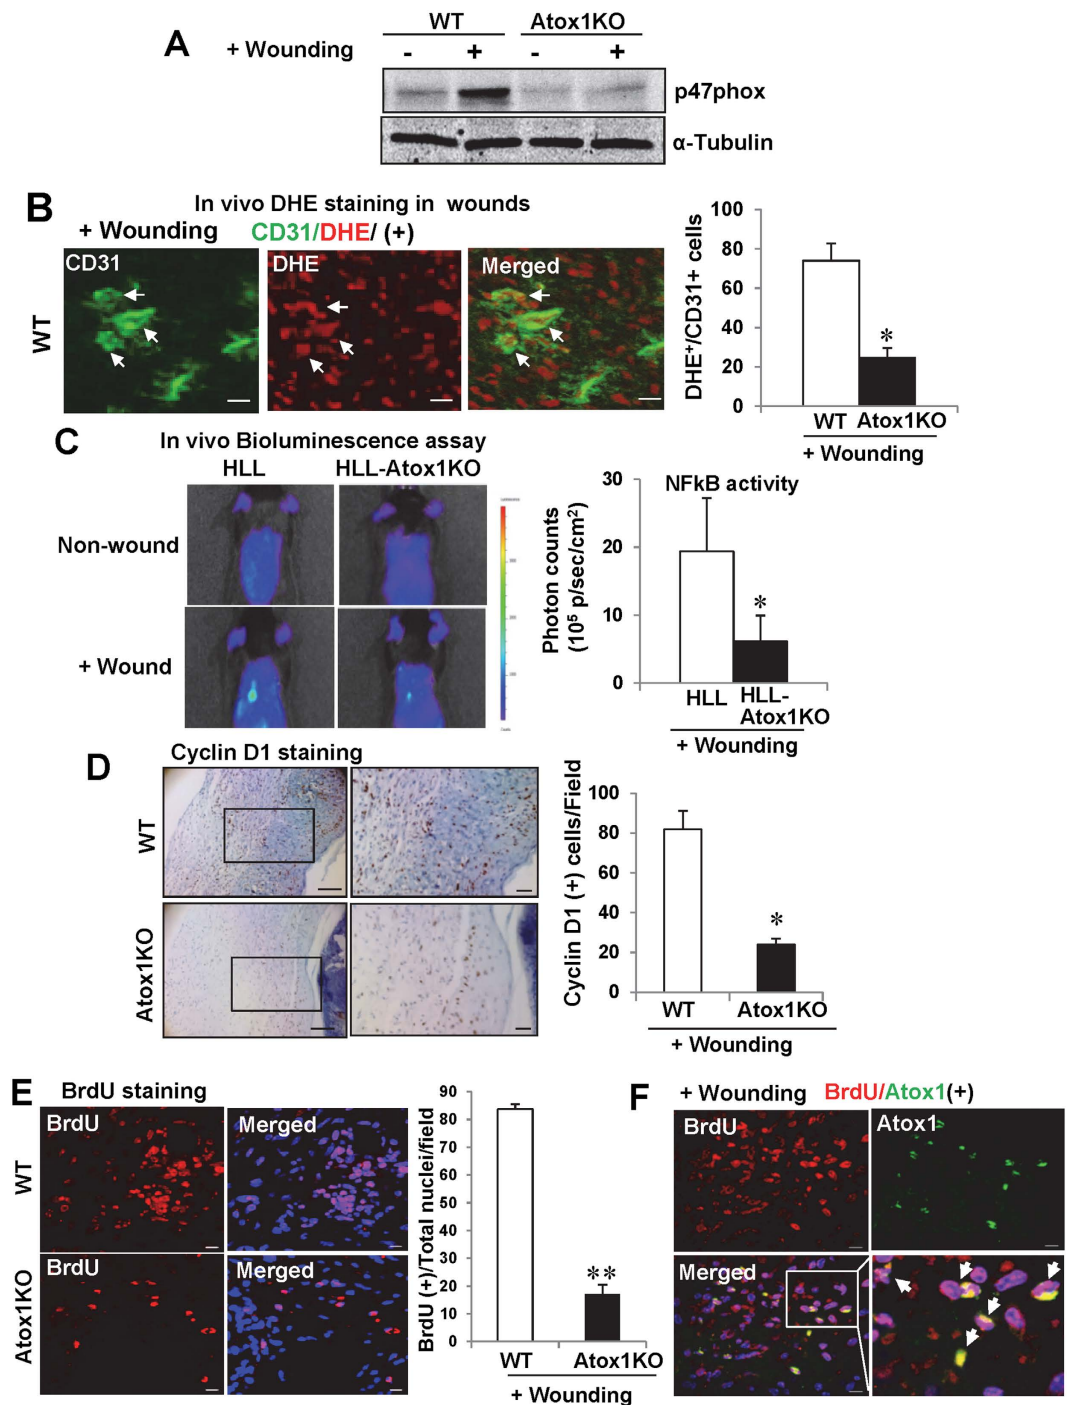 A
WT Atox1KO
+ Wounding - + - +
p47phox
α-Tubulin
B
In vivo DHE staining in wounds
+ Wounding CD31/DHE/ (+)
CD31 DHE Merged
WT
DHE⁺/CD31+ cells
100
80
60
40
20
0
*
WT Atox1KO
+ Wounding
C
In vivo Bioluminescence assay
HLL HLL-Atox1KO
Non-wound
+ Wound
NFkB activity
Photon counts
(10⁵ p/sec/cm²)
30
20
10
0
*
HLL HLL-
Atox1KO
+ Wounding
D
Cyclin D1 staining
WT
Atox1KO
Cyclin D1 (+) cells/Field
100
80
60
40
20
0
*
WT Atox1KO
+ Wounding
E
BrdU staining
WT
BrdU Merged
Atox1KO
BrdU Merged
BrdU (+)/Total nuclei/field
90
80
70
60
50
40
30
20
10
0
**
WT Atox1KO
+ Wounding
F
+ Wounding BrdU/Atox1(+)
BrdU Atox1
Merged